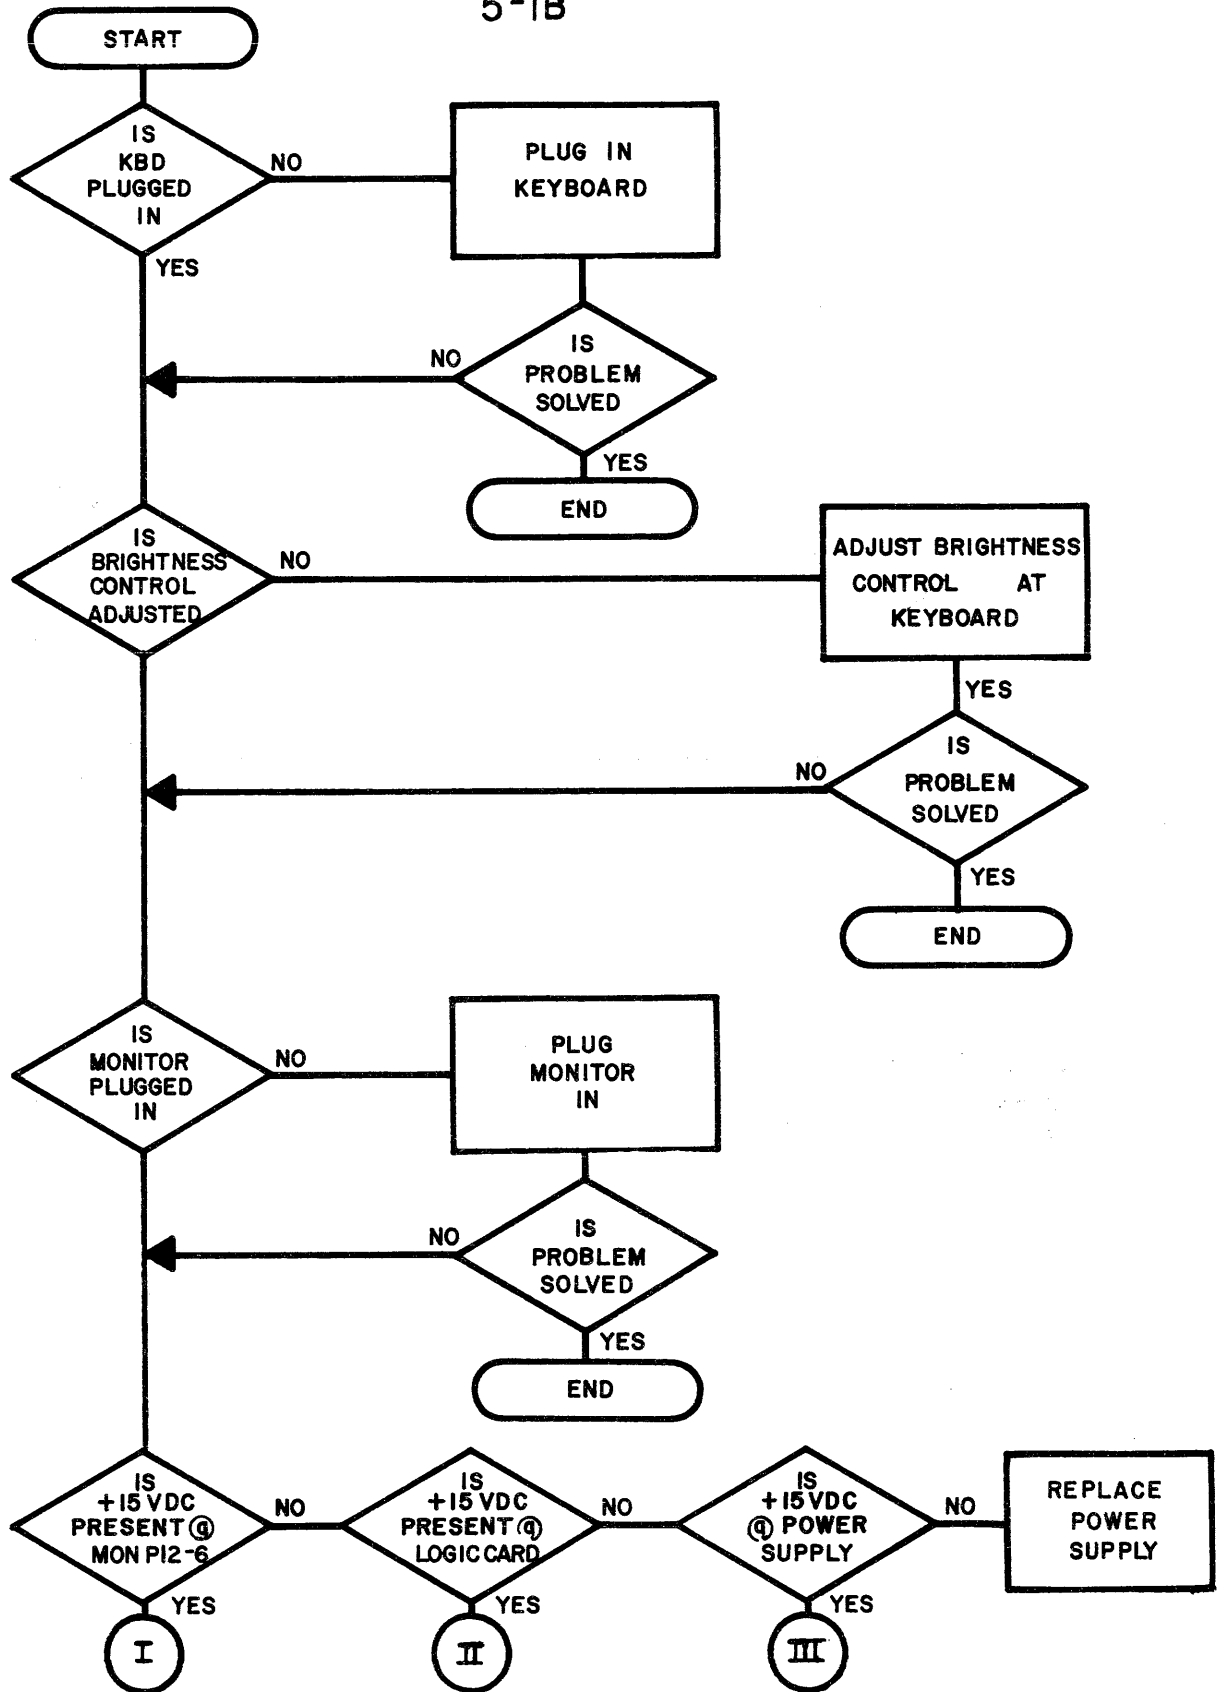 5-1B
START
IS
KBD
PLUGGED
IN
NO
YES
PLUG IN
KEYBOARD
IS
PROBLEM
SOLVED
NO
YES
END
IS
BRIGHTNESS
CONTROL
ADJUSTED
NO
ADJUST BRIGHTNESS
CONTROL AT
KEYBOARD
YES
IS
PROBLEM
SOLVED
NO
YES
END
IS
MONITOR
PLUGGED
IN
NO
PLUG
MONITOR
IN
IS
PROBLEM
SOLVED
NO
YES
END
IS
+15 VDC
PRESENT @
MON P12-6
NO
YES
I
IS
+15 VDC
PRESENT @
LOGIC CARD
NO
YES
II
IS
+15 VDC
@ POWER
SUPPLY
NO
YES
III
REPLACE
POWER
SUPPLY